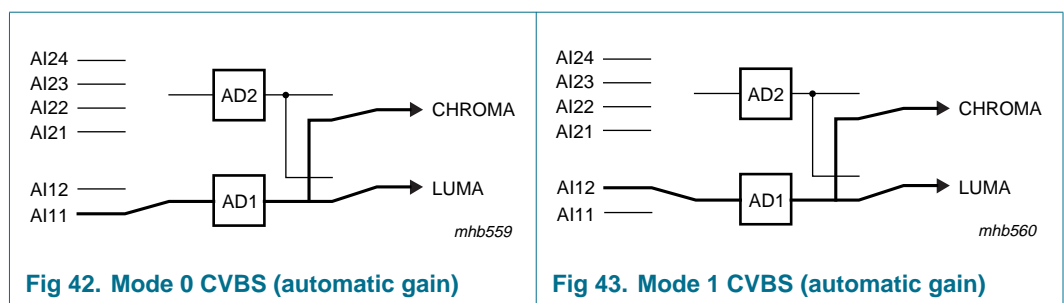 AI24
AI23
AI22
AI21
AD2
CHROMA
AI12
AI11
AD1
LUMA
mhb559
Fig 42. Mode 0 CVBS (automatic gain)
AI24
AI23
AI22
AI21
AD2
CHROMA
AI12
AI11
AD1
LUMA
mhb560
Fig 43. Mode 1 CVBS (automatic gain)